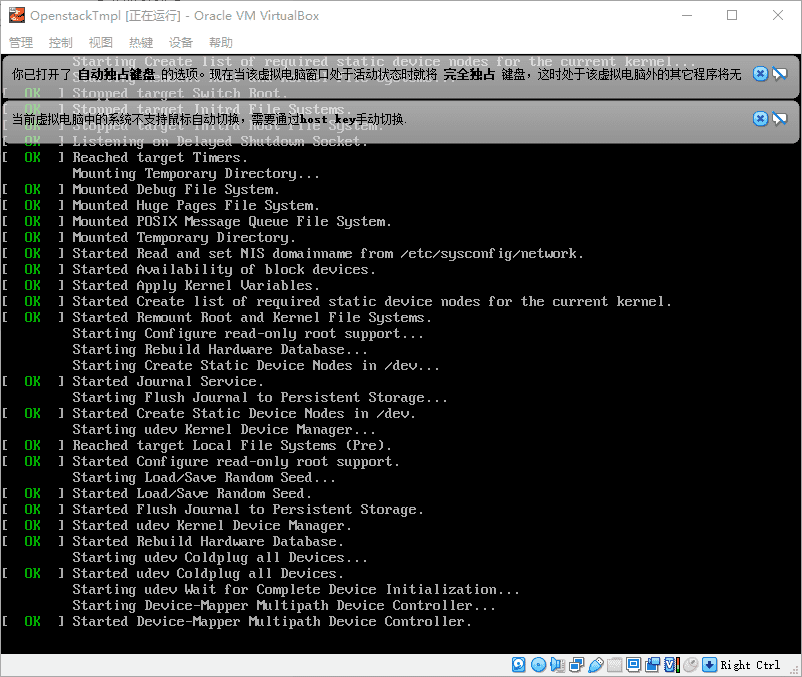 OpenstackTmpl [正在运行] - Oracle VM VirtualBox
管理 控制 视图 热键 设备 帮助
Starting Create list of required static device nodes for the current kernel...
你已打开了 自动独占键盘 的选项。现在当该虚拟电脑窗口处于活动状态时就将 完全独占 键盘，这时处于该虚拟电脑外的其它程序将无
[ OK ] Stopped target Switch Root.
[ OK ] Stopped target Initrd File Systems.
当前虚拟电脑中的系统不支持鼠标自动切换，需要通过host key手动切换.
[ OK ] Listening on Delayed Shutdown Socket.
[ OK ] Reached target Timers.
Mounting Temporary Directory...
[ OK ] Mounted Debug File System.
[ OK ] Mounted Huge Pages File System.
[ OK ] Mounted POSIX Message Queue File System.
[ OK ] Mounted Temporary Directory.
[ OK ] Started Read and set NIS domainname from /etc/sysconfig/network.
[ OK ] Started Availability of block devices.
[ OK ] Started Apply Kernel Variables.
[ OK ] Started Create list of required static device nodes for the current kernel.
[ OK ] Started Remount Root and Kernel File Systems.
Starting Configure read-only root support...
Starting Rebuild Hardware Database...
Starting Create Static Device Nodes in /dev...
[ OK ] Started Journal Service.
Starting Flush Journal to Persistent Storage...
[ OK ] Started Create Static Device Nodes in /dev.
Starting udev Kernel Device Manager...
[ OK ] Reached target Local File Systems (Pre).
[ OK ] Started Configure read-only root support.
Starting Load/Save Random Seed...
[ OK ] Started Load/Save Random Seed.
[ OK ] Started Flush Journal to Persistent Storage.
[ OK ] Started udev Kernel Device Manager.
[ OK ] Started Rebuild Hardware Database.
Starting udev Coldplug all Devices...
[ OK ] Started udev Coldplug all Devices.
Starting udev Wait for Complete Device Initialization...
Starting Device-Mapper Multipath Device Controller...
[ OK ] Started Device-Mapper Multipath Device Controller.
Right Ctrl